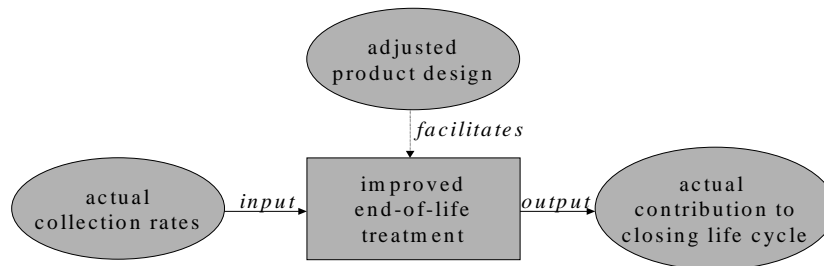 adjusted
product design
facilitates
actual
collection rates
input
improved
end-of-life
treatment
output
actual
contribution to
closing life cycle